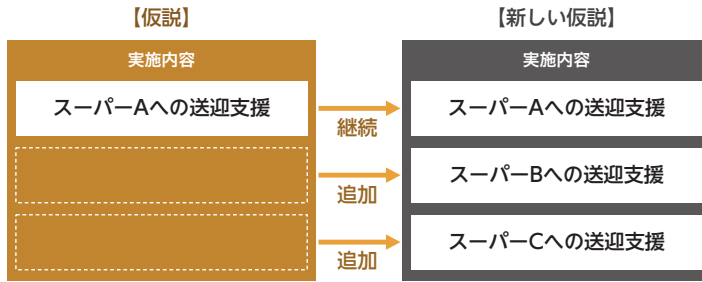 【仮説】
【新しい仮説】
実施内容
実施内容
スーパーAへの送迎支援
継続
スーパーAへの送迎支援
追加
スーパーBへの送迎支援
追加
スーパーCへの送迎支援